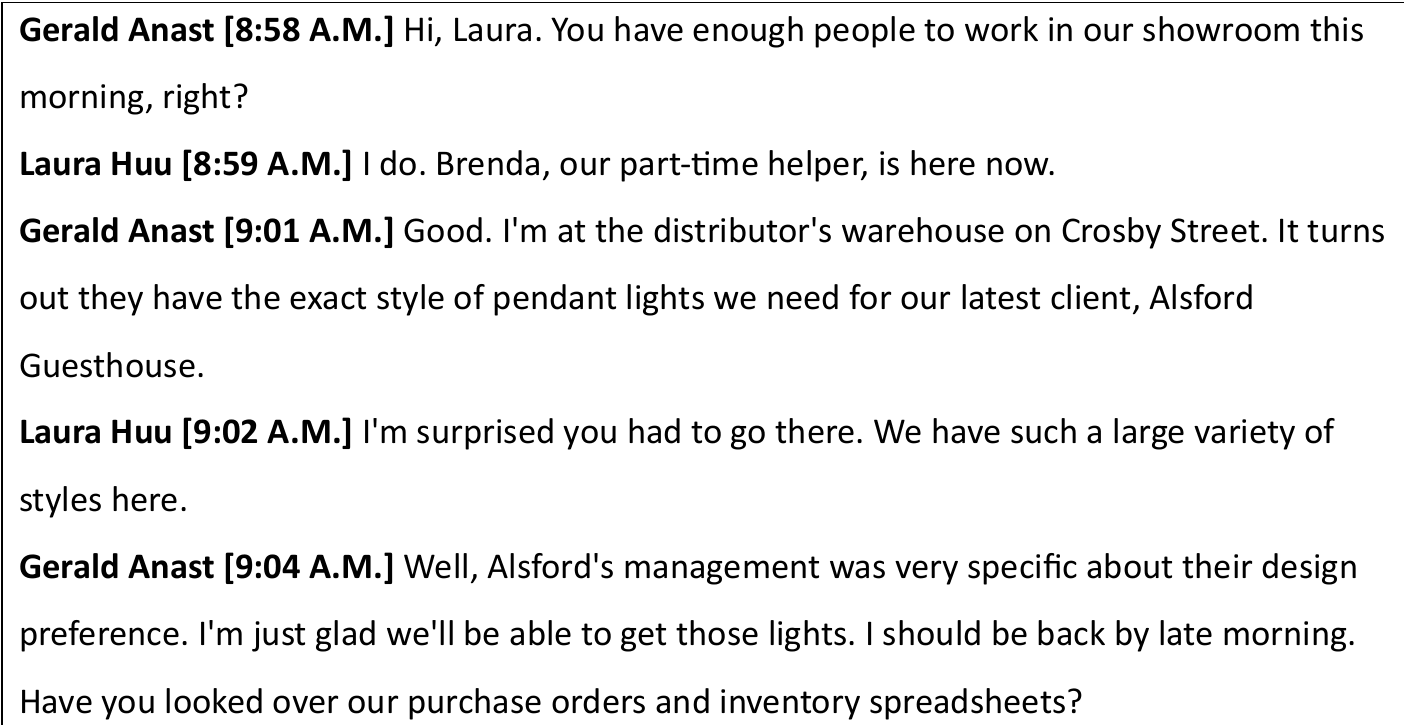 Gerald Anast [8:58 A.M.] Hi, Laura. You have enough people to work in our showroom this
morning, right?
Laura Huu [8:59 A.M.] I do. Brenda, our part-time helper, is here now.
Gerald Anast [9:01 A.M.] Good. I'm at the distributor's warehouse on Crosby Street. It turns
out they have the exact style of pendant lights we need for our latest client, Alsford
Guesthouse.
Laura Huu [9:02 A.M.] I'm surprised you had to go there. We have such a large variety of
styles here.
Gerald Anast [9:04 A.M.] Well, Alsford's management was very specific about their design
preference. I'm just glad we'll be able to get those lights. I should be back by late morning.
Have you looked over our purchase orders and inventory spreadsheets?